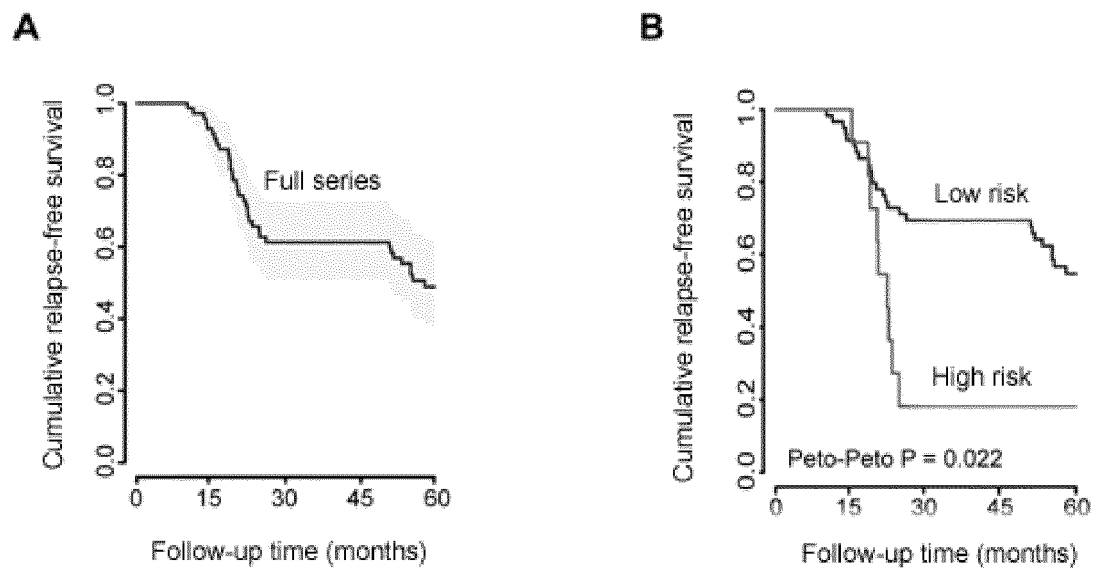 A
Cumulative relapse-free survival
1.0
0.8
0.6
0.4
0.2
0.0
Full series
0 15 30 45 60
Follow-up time (months)
B
Cumulative relapse-free survival
1.0
0.8
0.6
0.4
0.2
0.0
Low risk
High risk
Peto-Peto P = 0.022
0 15 30 45 60
Follow-up time (months)